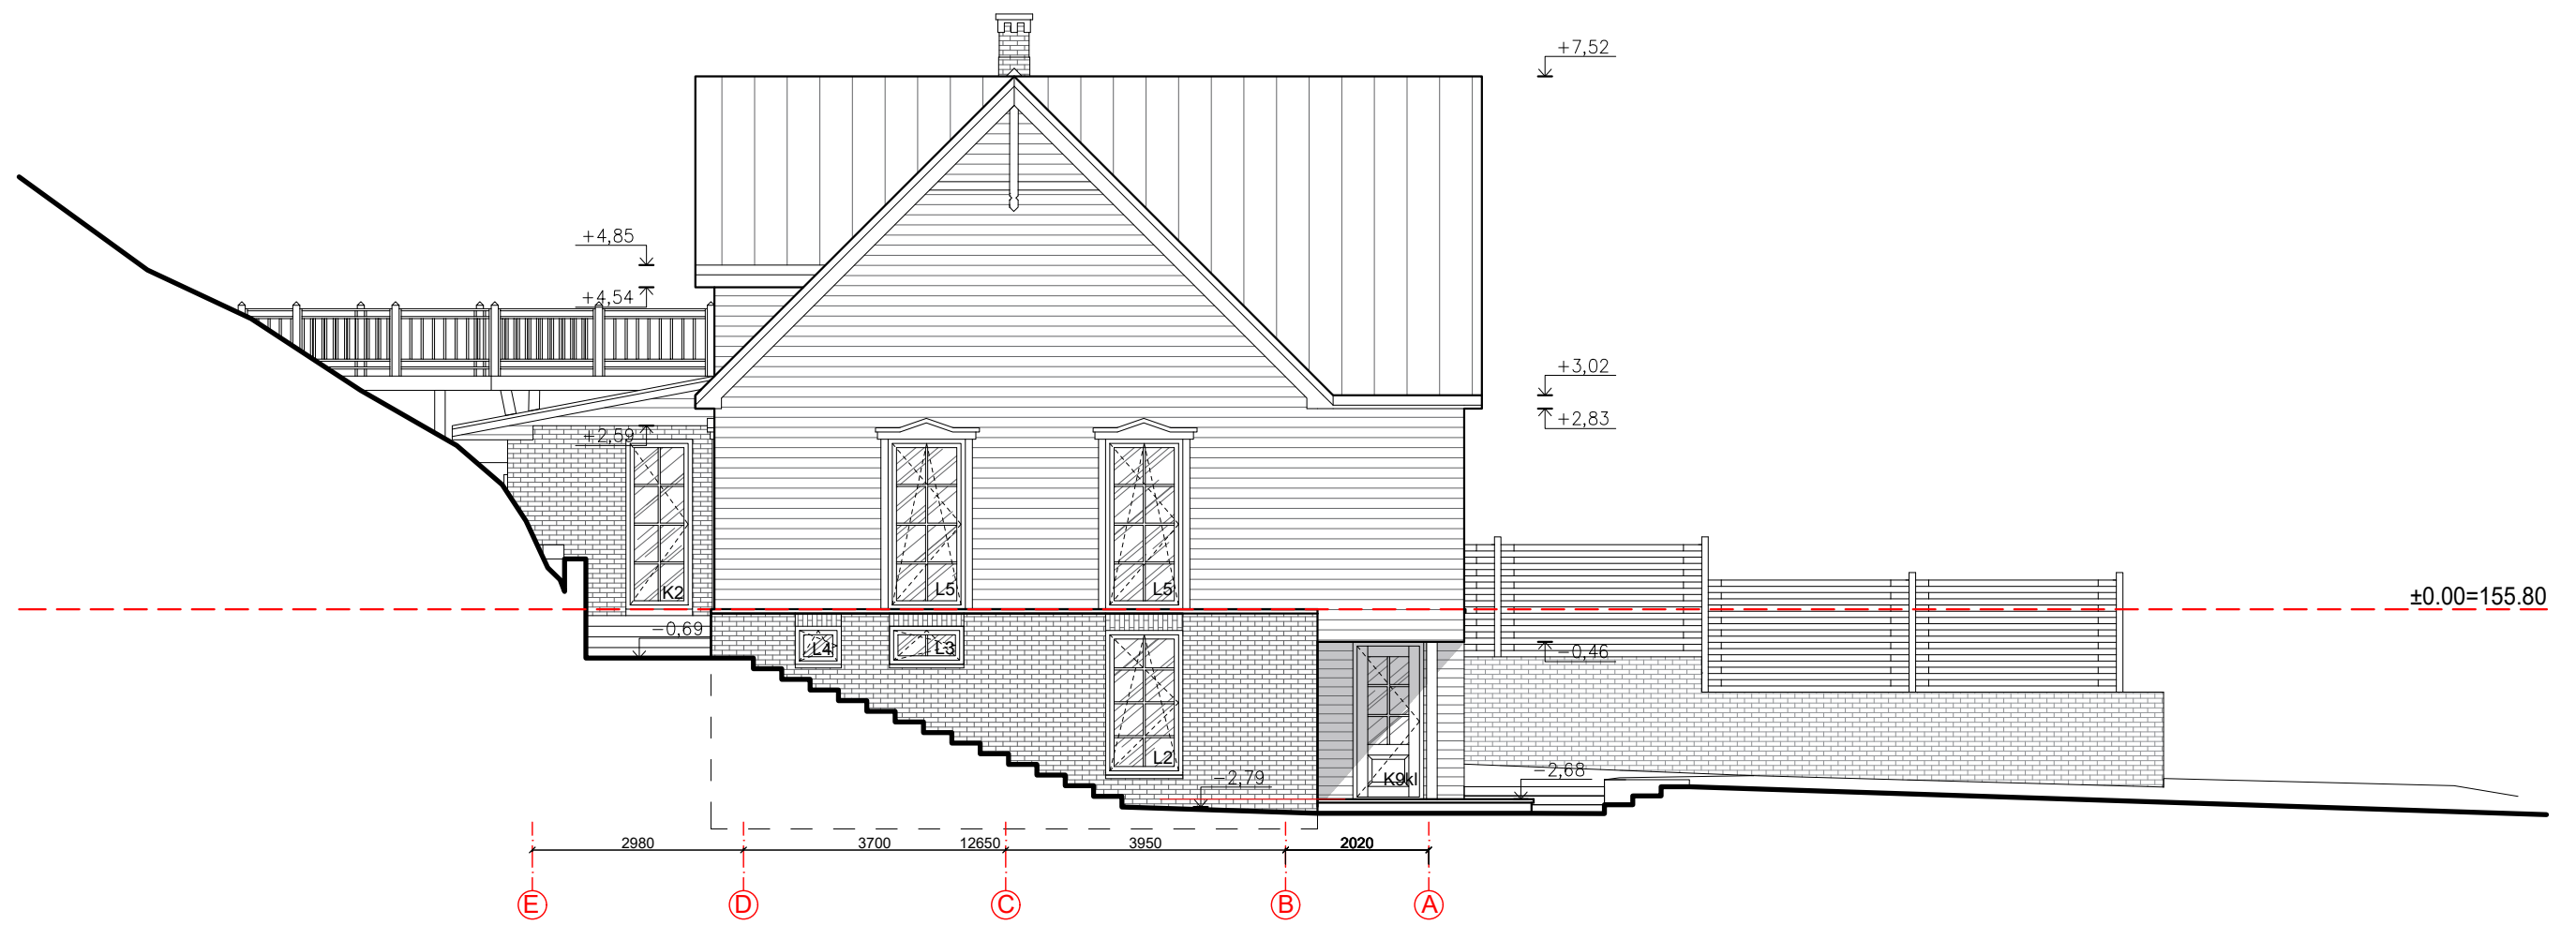 +7,52
+4,85
+4,54
+3,02
+2,83
+2,59
K2
L5
L5
±0.00=155.80
-0,69
L4
L3
-0,46
L2
-2,79
K9kl
-2,68
2980
3700
12650
3950
2020
E
D
C
B
A